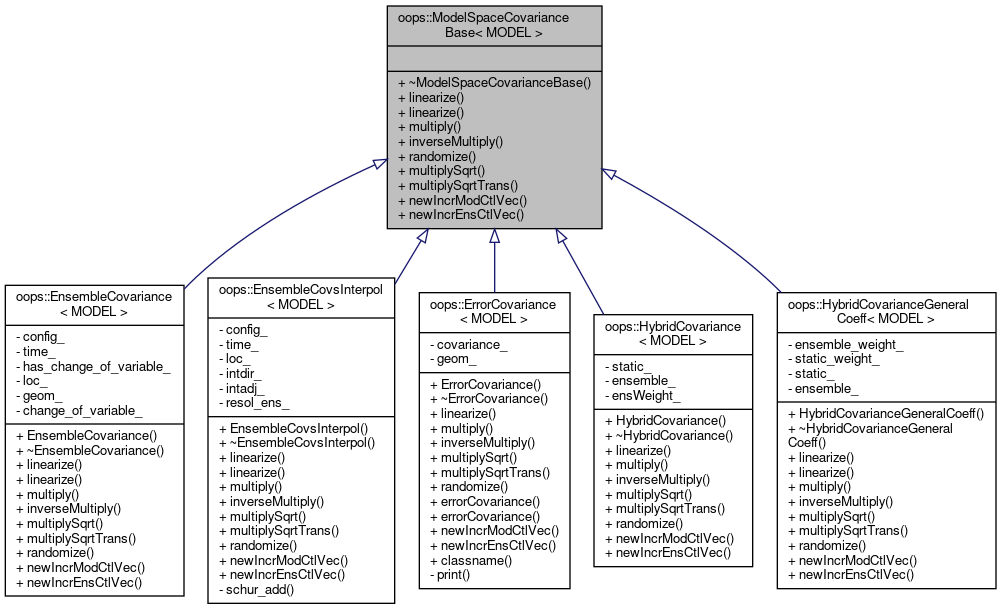 oops::ModelSpaceCovariance
Base< MODEL >
+ ~ModelSpaceCovarianceBase()
+ linearize()
+ linearize()
+ multiply()
+ inverseMultiply()
+ randomize()
+ multiplySqrt()
+ multiplySqrtTrans()
+ newIncrModCtlVec()
+ newIncrEnsCtlVec()
oops::EnsembleCovariance
< MODEL >
- config_
- time_
- has_change_of_variable_
- loc_
- geom_
- change_of_variable_
+ EnsembleCovariance()
+ ~EnsembleCovariance()
+ linearize()
+ linearize()
+ multiply()
+ inverseMultiply()
+ multiplySqrt()
+ multiplySqrtTrans()
+ randomize()
+ newIncrModCtlVec()
+ newIncrEnsCtlVec()
oops::EnsembleCovsInterpol
< MODEL >
- config_
- time_
- loc_
- intdir_
- intadj_
- resol_ens_
+ EnsembleCovsInterpol()
+ ~EnsembleCovsInterpol()
+ linearize()
+ linearize()
+ multiply()
+ inverseMultiply()
+ multiplySqrt()
+ multiplySqrtTrans()
+ randomize()
+ newIncrModCtlVec()
+ newIncrEnsCtlVec()
- schur_add()
oops::ErrorCovariance
< MODEL >
- covariance_
- geom_
+ ErrorCovariance()
+ ~ErrorCovariance()
+ linearize()
+ multiply()
+ inverseMultiply()
+ multiplySqrt()
+ multiplySqrtTrans()
+ randomize()
+ errorCovariance()
+ errorCovariance()
+ newIncrModCtlVec()
+ newIncrEnsCtlVec()
+ classname()
- print()
oops::HybridCovariance
< MODEL >
- static_
- ensemble_
- ensWeight_
+ HybridCovariance()
+ ~HybridCovariance()
+ linearize()
+ multiply()
+ inverseMultiply()
+ multiplySqrt()
+ multiplySqrtTrans()
+ randomize()
+ newIncrModCtlVec()
+ newIncrEnsCtlVec()
oops::HybridCovarianceGeneral
Coeff< MODEL >
- ensemble_weight_
- static_weight_
- static_
- ensemble_
+ HybridCovarianceGeneralCoeff()
+ ~HybridCovarianceGeneral
Coeff()
+ linearize()
+ linearize()
+ multiply()
+ inverseMultiply()
+ multiplySqrt()
+ multiplySqrtTrans()
+ randomize()
+ newIncrModCtlVec()
+ newIncrEnsCtlVec()